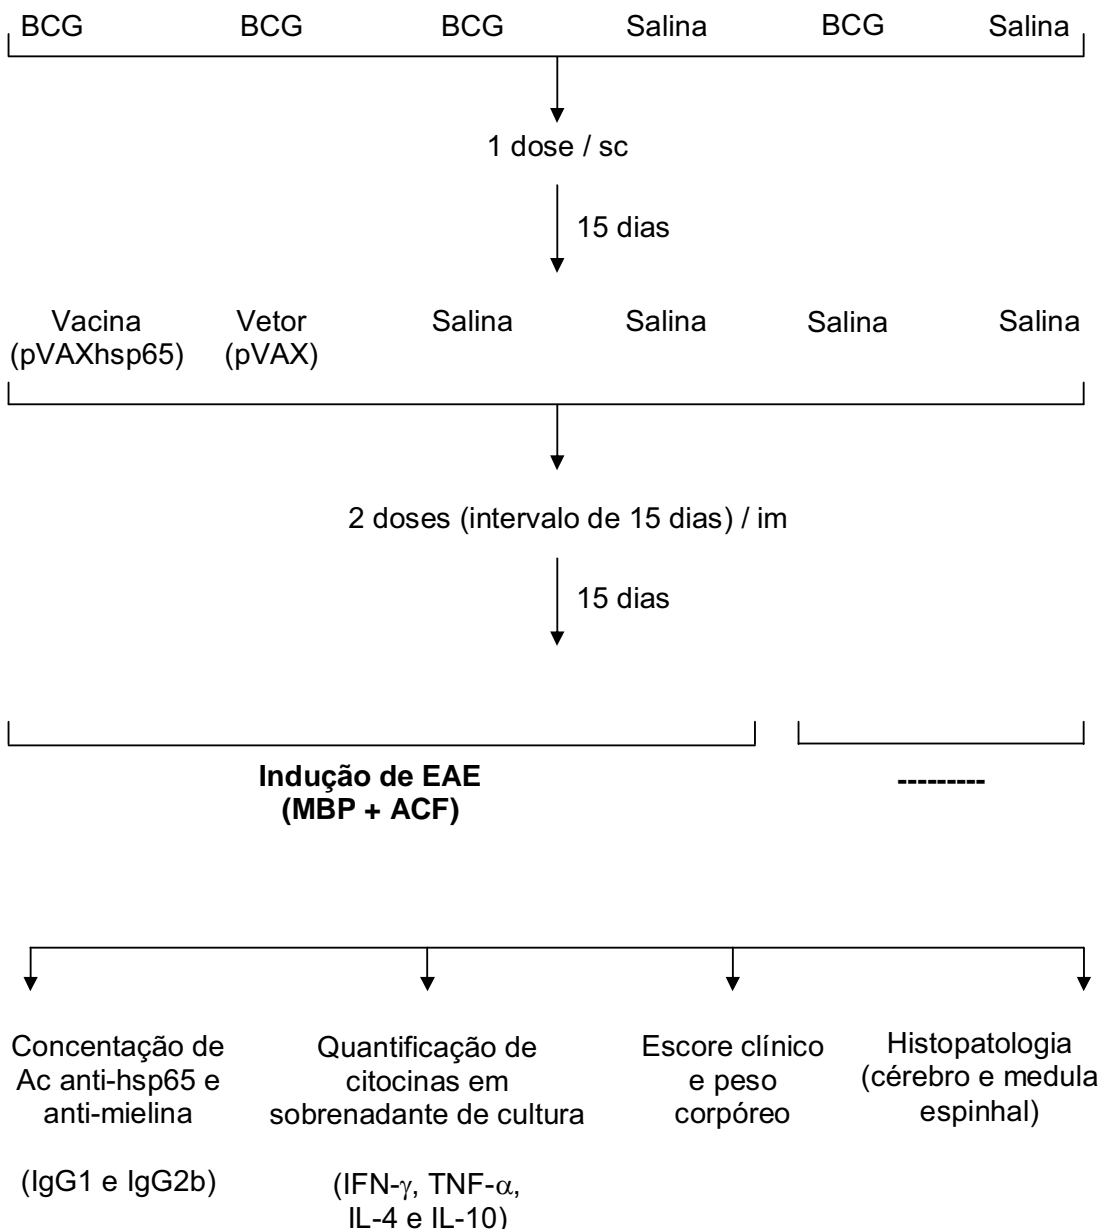 BCG BCG BCG Salina BCG Salina
1 dose / sc
15 dias
Vacina Vetor Salina Salina Salina Salina
(pVAXhsp65) (pVAX)
2 doses (intervalo de 15 dias) / im
15 dias
Indução de EAE
(MBP + ACF)
---------
Concentação de
Ac anti-hsp65 e
anti-mielina
(IgG1 e IgG2b)
Quantificação de
citocinas em
sobrenadante de cultura
(IFN-γ, TNF-α,
IL-4 e IL-10)
Escore clínico
e peso
corpóreo
Histopatologia
(cérebro e medula
espinhal)